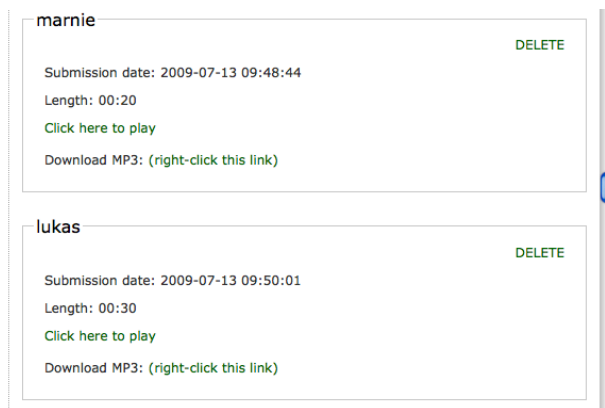 marnie
DELETE
Submission date: 2009-07-13 09:48:44
Length: 00:20
Click here to play
Download MP3: (right-click this link)
lukas
DELETE
Submission date: 2009-07-13 09:50:01
Length: 00:30
Click here to play
Download MP3: (right-click this link)